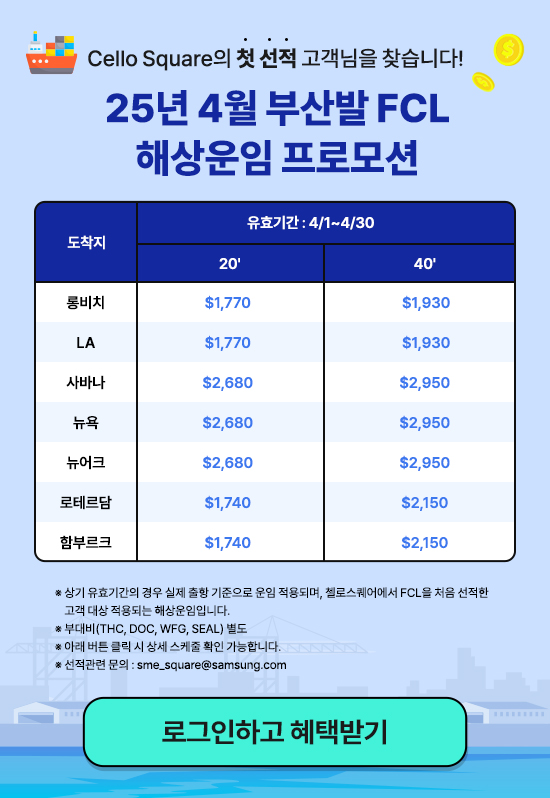 Cello Square의 첫 선적 고객님을 찾습니다!
25년 4월 부산발 FCL
해상운임 프로모션
도착지
유효기간 : 4/1~4/30
20' 40'
롱비치 $1,770 $1,930
LA $1,770 $1,930
사바나 $2,680 $2,950
뉴욕 $2,680 $2,950
뉴어크 $2,680 $2,950
로테르담 $1,740 $2,150
함부르크 $1,740 $2,150
※ 상기 유효기간의 경우 실제 출항 기준으로 운임 적용되며, 첼로스퀘어에서 FCL을 처음 선적한
고객 대상 적용되는 해상운임입니다.
※ 부대비(THC, DOC, WFG, SEAL) 별도
※ 아래 버튼 클릭 시 상세 스케줄 확인 가능합니다.
※ 선적관련 문의 : sme_square@samsung.com
로그인하고 혜택받기